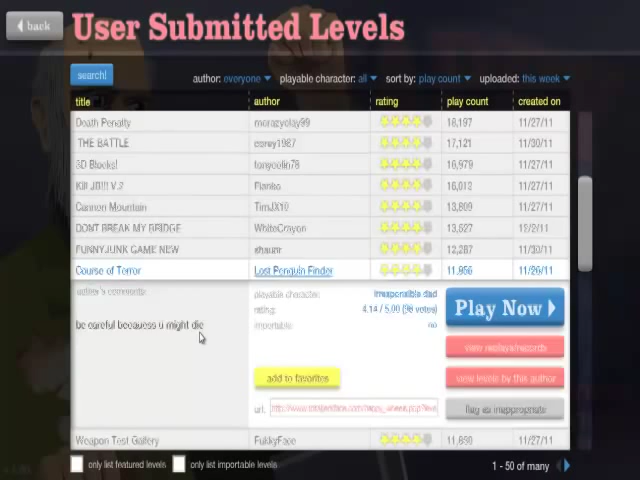 back
User Submitted Levels
search!
author: everyone playable character: all sort by: play count uploaded: this week
title author rating play count created on
Death Penalty morazyolay99 18,197 11/27/11
THE BATTLE corey1987 17,121 11/30/11
3D Blocks! tonycolin78 16,979 11/27/11
Kill JB!!! V.2 Flanko 16,012 11/27/11
Cannon Mountain TimJX10 13,809 11/27/11
DONT BREAK MY BRIDGE WhiteCrayon 13,627 12/2/11
FUNNYJUNK GAME NEW shauor 12,287 11/30/11
Course of Terror Lost Penguin Finder 11,956 11/26/11
author's comments:
be careful becauess u might die
playable character: irresponsible dad
rating: 4.14 / 5.00 (96 votes)
importable: no
Play Now
view replays/records
add to favorites
view levels by this author
url:
flag as inappropriate
Weapon Test Gallery FukkyFace 11,690 11/27/11
only list featured levels only list importable levels
1 - 50 of many